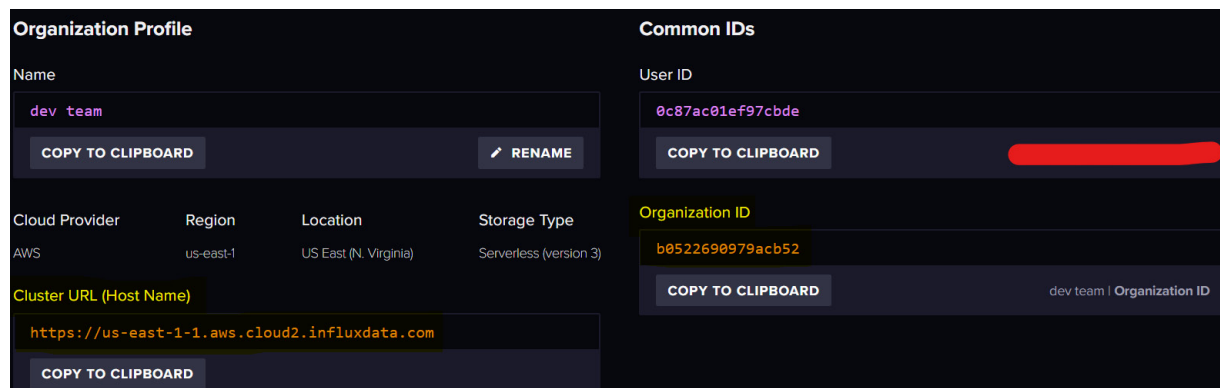 Organization Profile
Name
dev team
COPY TO CLIPBOARD
RENAME
Cloud Provider
Region
Location
Storage Type
AWS
us-east-1
US East (N. Virginia)
Serverless (version 3)
Cluster URL (Host Name)
https://us-east-1-1.aws.cloud2.influxdata.com
COPY TO CLIPBOARD
Common IDs
User ID
0c87ac01ef97cbde
COPY TO CLIPBOARD
Organization ID
b0522690979acb52
COPY TO CLIPBOARD
dev team | Organization ID